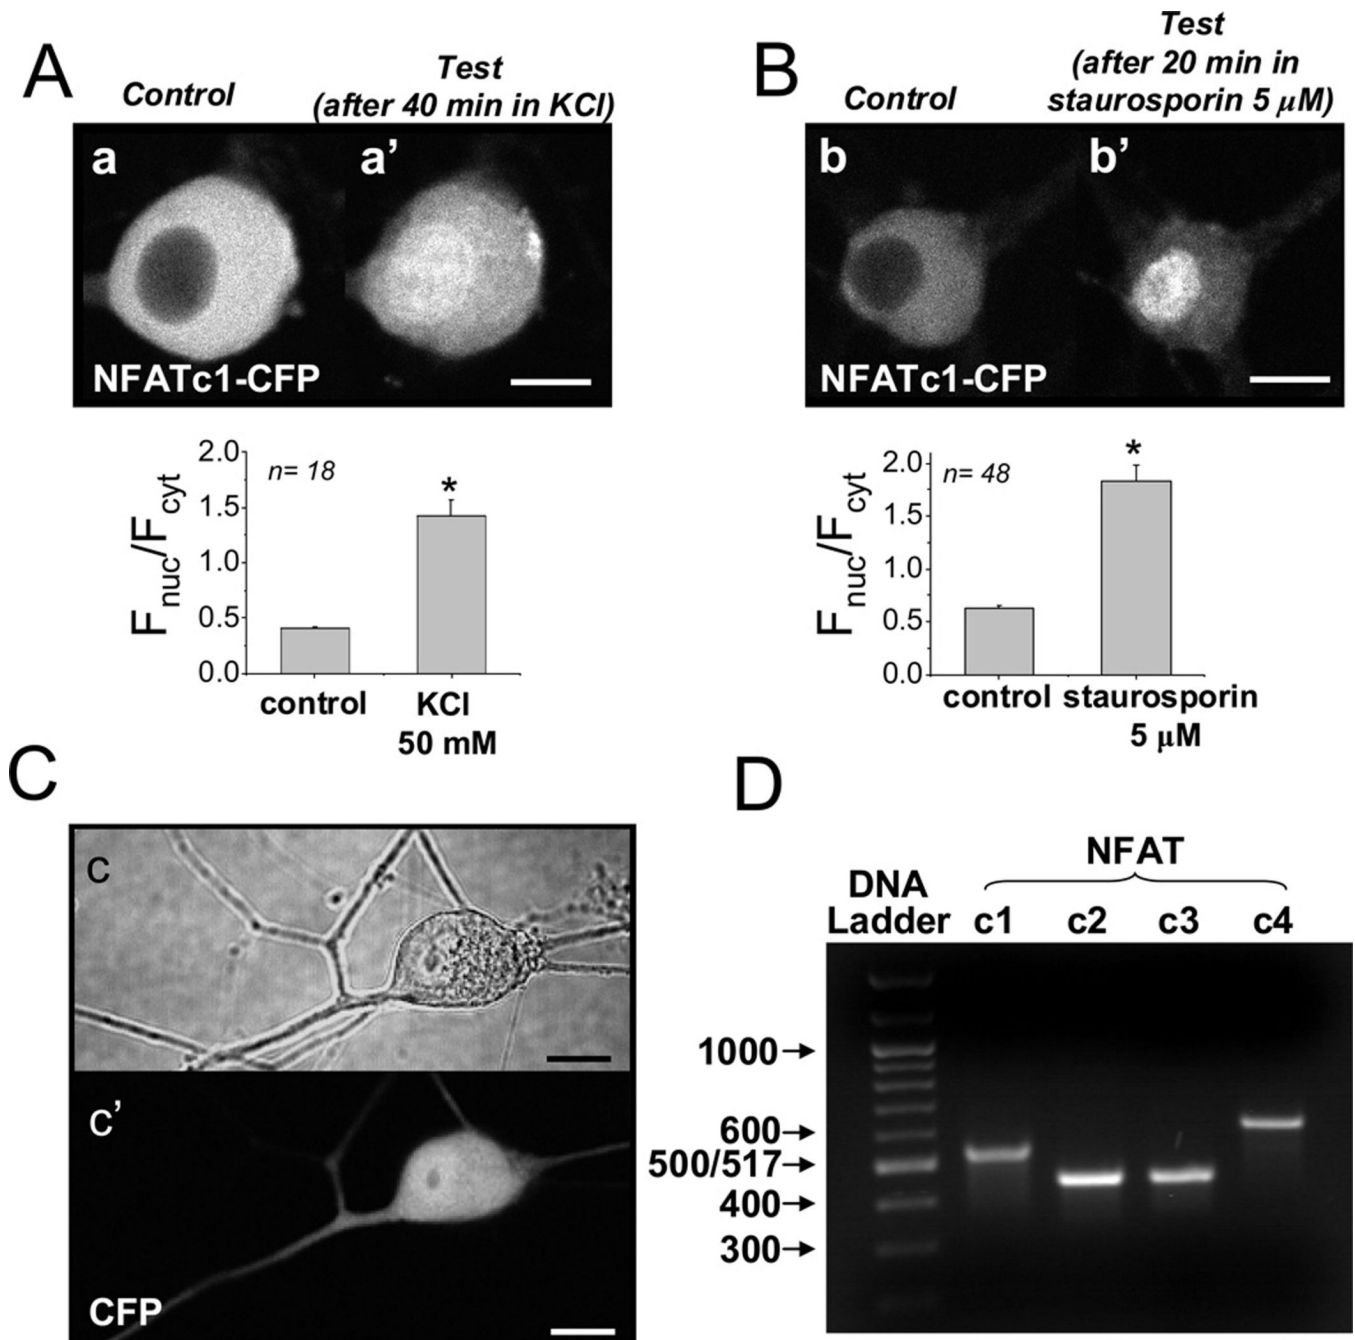 A
Control
Test
(after 40 min in KCl)
a
a’
NFATc1-CFP
2.0
1.5
1.0
0.5
0.0
n= 18
*
Fnuc/Fcyt
control
KCl
50 mM
B
Control
Test
(after 20 min in
staurosporin 5 μM)
b
b’
NFATc1-CFP
2.0
1.5
1.0
0.5
0.0
n= 48
*
Fnuc/Fcyt
control
staurosporin
5 μM
C
c
c’
CFP
D
NFAT
DNA
Ladder
c1
c2
c3
c4
1000
600
500/517
400
300